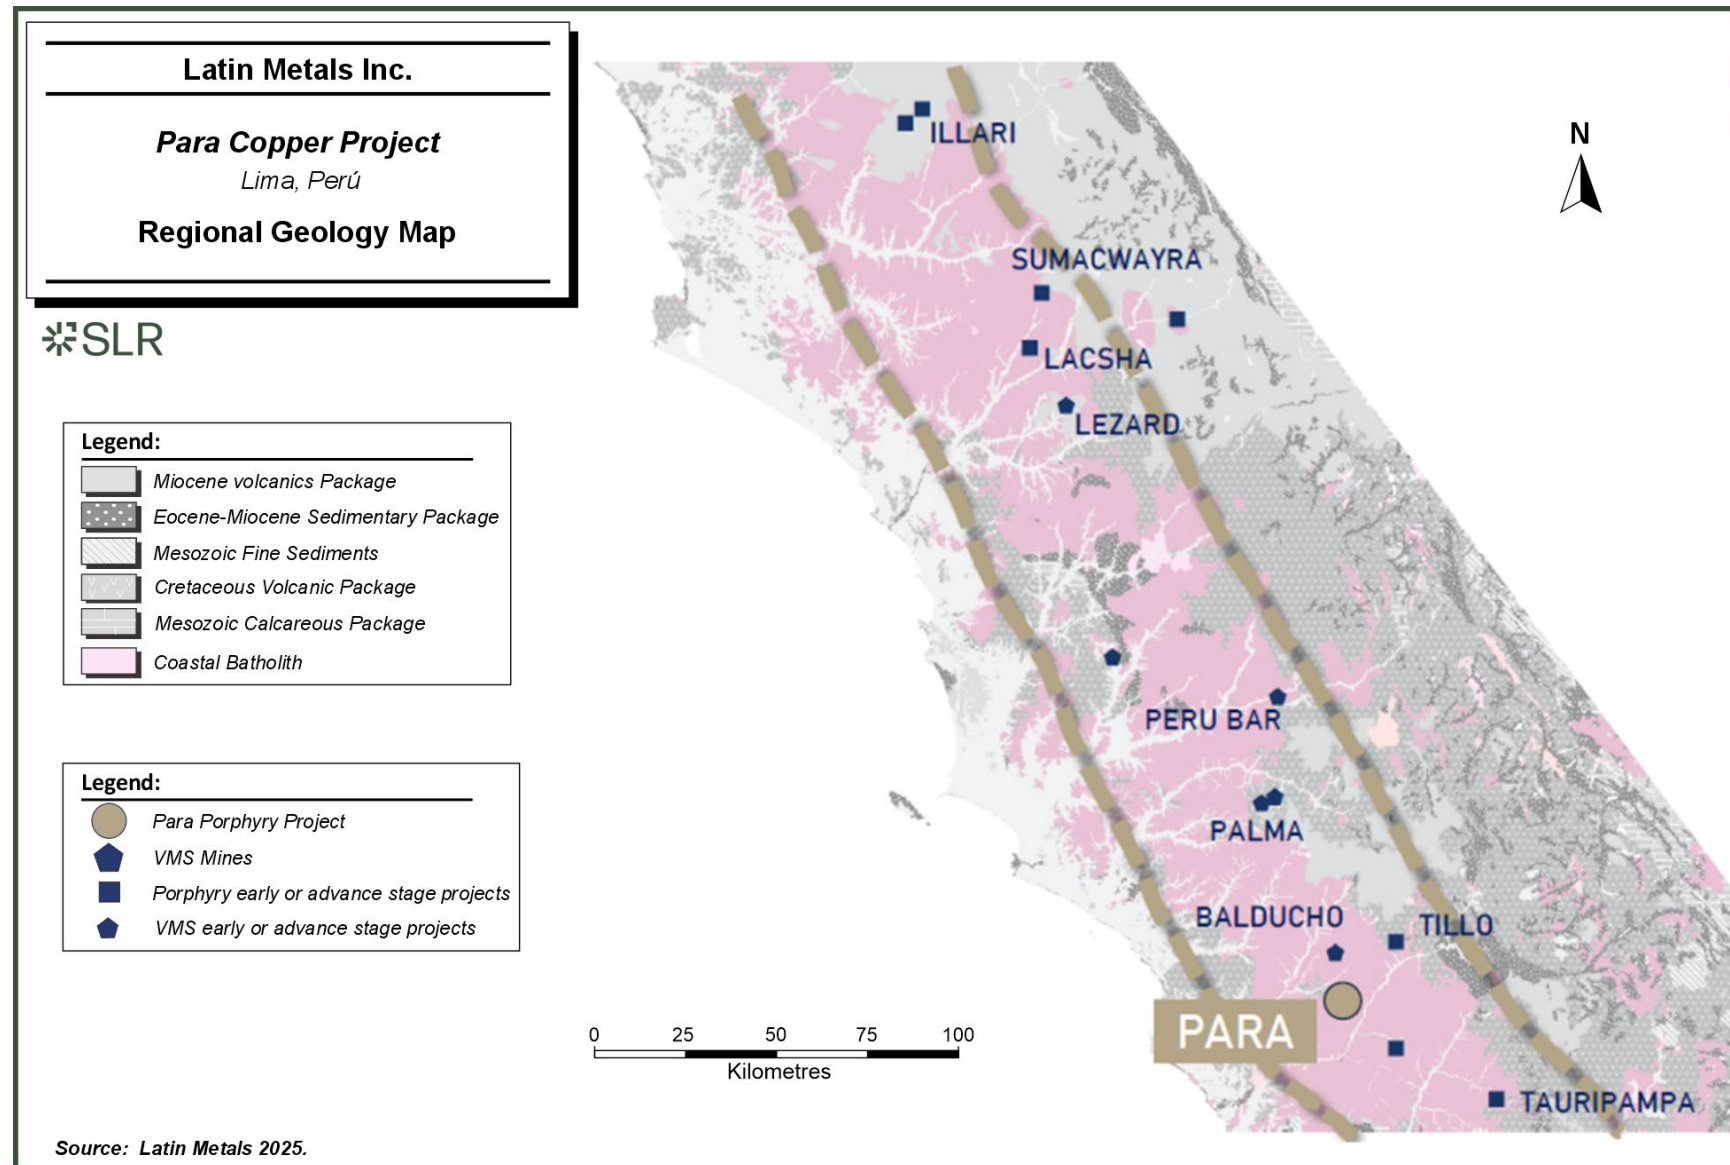 Latin Metals Inc.
Para Copper Project
Lima, Perú
Regional Geology Map
SLR
Legend:
Miocene volcanics Package
Eocene-Miocene Sedimentary Package
Mesozoic Fine Sediments
Cretaceous Volcanic Package
Mesozoic Calcareous Package
Coastal Batholith
Legend:
Para Porphyry Project
VMS Mines
Porphyry early or advance stage projects
VMS early or advance stage projects
Source: Latin Metals 2025.
N
ILLARI
SUMACWAYRA
LACSHA
LEZARD
PERU BAR
PALMA
BALDUCHO
TILLO
PARA
TAURIPAMPA
0 25 50 75 100
Kilometres